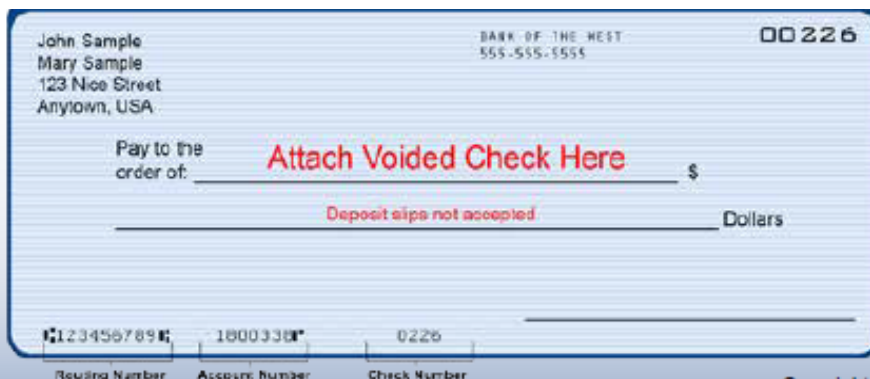 John Sample
Mary Sample
123 Nice Street
Anytown, USA
BANK OF THE WEST
555-555-5555
00226
Pay to the
order of:
Attach Voided Check Here
$
Deposit slips not accepted
Dollars
⑆123456789⑆ 1800338⑈ 0226
Routing Number Account Number Check Number